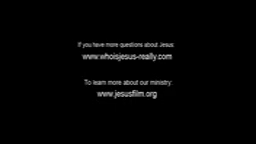 If you have more questions about Jesus:
www.whoisjesus-really.com
To learn more about our ministry:
www.jesusfilm.org